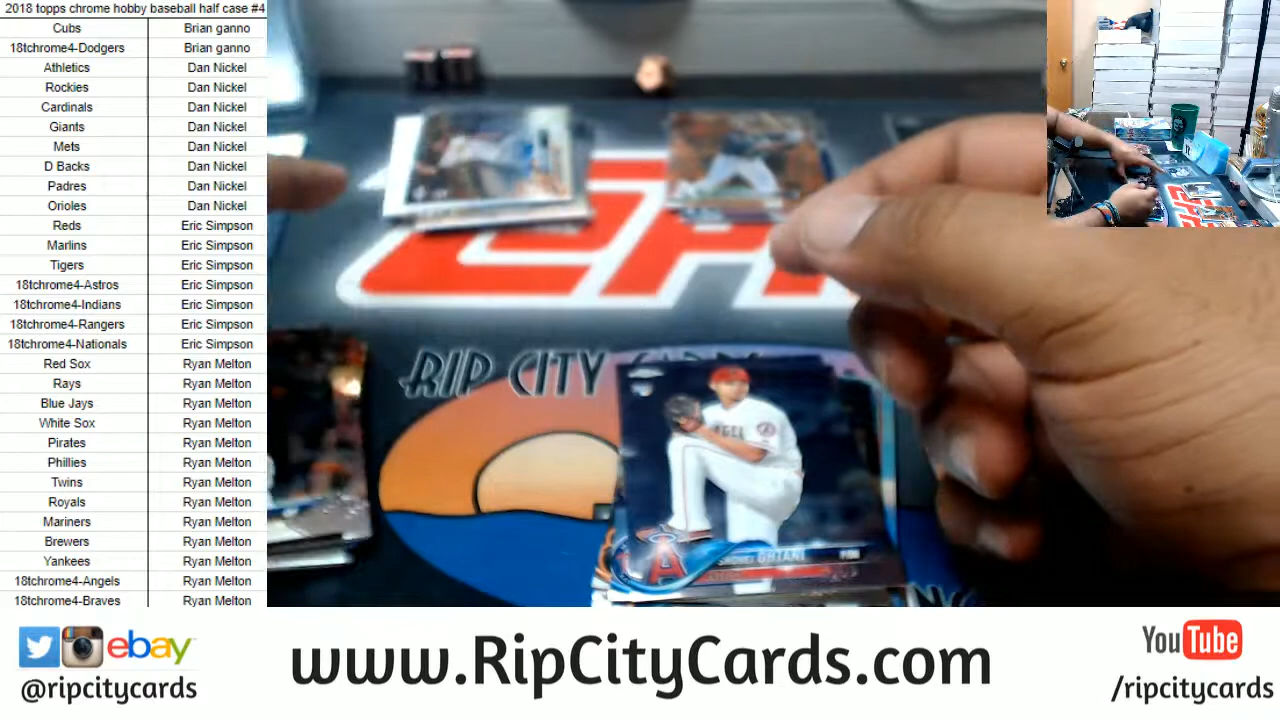 2018 topps chrome hobby baseball half case #4
Cubs Brian ganno
18tchrome4-Dodgers Brian ganno
Athletics Dan Nickel
Rockies Dan Nickel
Cardinals Dan Nickel
Giants Dan Nickel
Mets Dan Nickel
D Backs Dan Nickel
Padres Dan Nickel
Orioles Dan Nickel
Reds Eric Simpson
Marlins Eric Simpson
Tigers Eric Simpson
18tchrome4-Astros Eric Simpson
18tchrome4-Indians Eric Simpson
18tchrome4-Rangers Eric Simpson
18tchrome4-Nationals Eric Simpson
Red Sox Ryan Melton
Rays Ryan Melton
Blue Jays Ryan Melton
White Sox Ryan Melton
Pirates Ryan Melton
Phillies Ryan Melton
Twins Ryan Melton
Royals Ryan Melton
Mariners Ryan Melton
Brewers Ryan Melton
Yankees Ryan Melton
18tchrome4-Angels Ryan Melton
18tchrome4-Braves Ryan Melton
RIP CITY
OHTANI
ebay
@ripcitycards
www.RipCityCards.com
YouTube
/ripcitycards